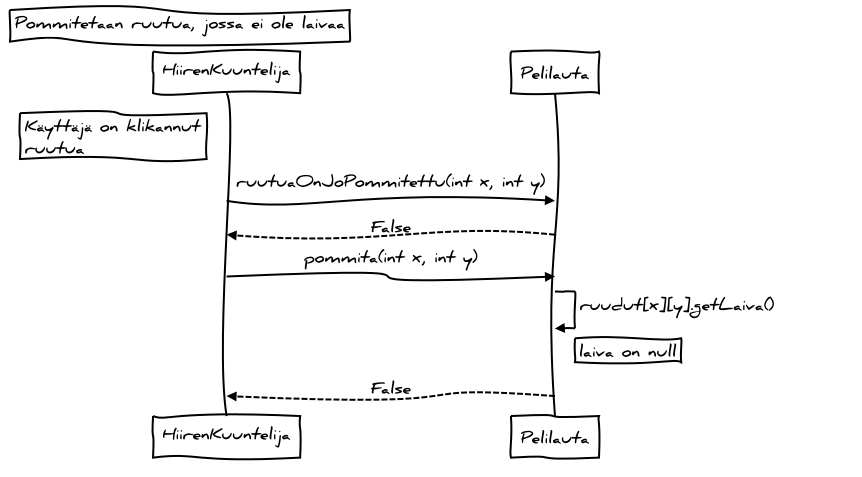 Pommitetaan ruutua, jossa ei ole laivaa
HiirenKuuntelija
Pelilauta
Käyttäjä on klikannut
ruutua
ruutuaOnJoPommitettu(int x, int y)
False
pommita(int x, int y)
ruudut[x][y].getLaiva()
laiva on null
False
HiirenKuuntelija
Pelilauta